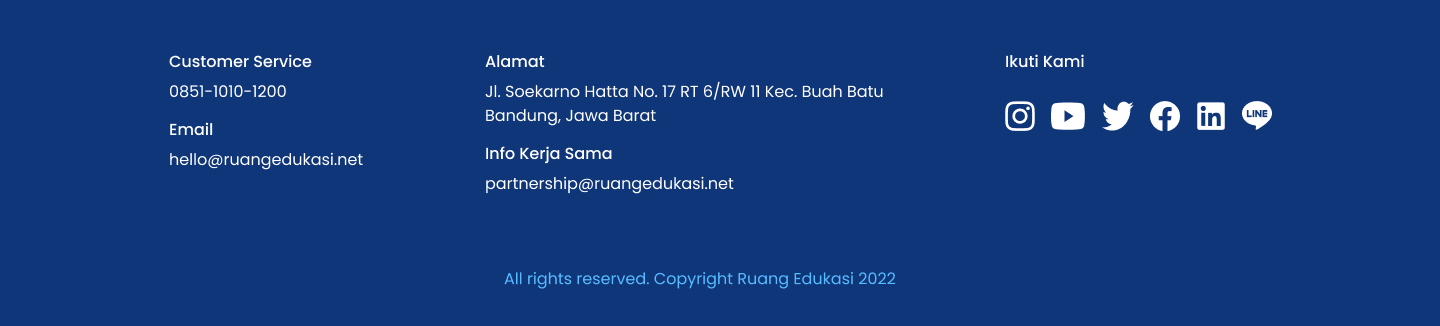 Customer Service
0851-1010-1200
Email
hello@ruangedukasi.net
Alamat
Jl. Soekarno Hatta No. 17 RT 6/RW 11 Kec. Buah Batu
Bandung, Jawa Barat
Info Kerja Sama
partnership@ruangedukasi.net
Ikuti Kami
LINE
All rights reserved. Copyright Ruang Edukasi 2022